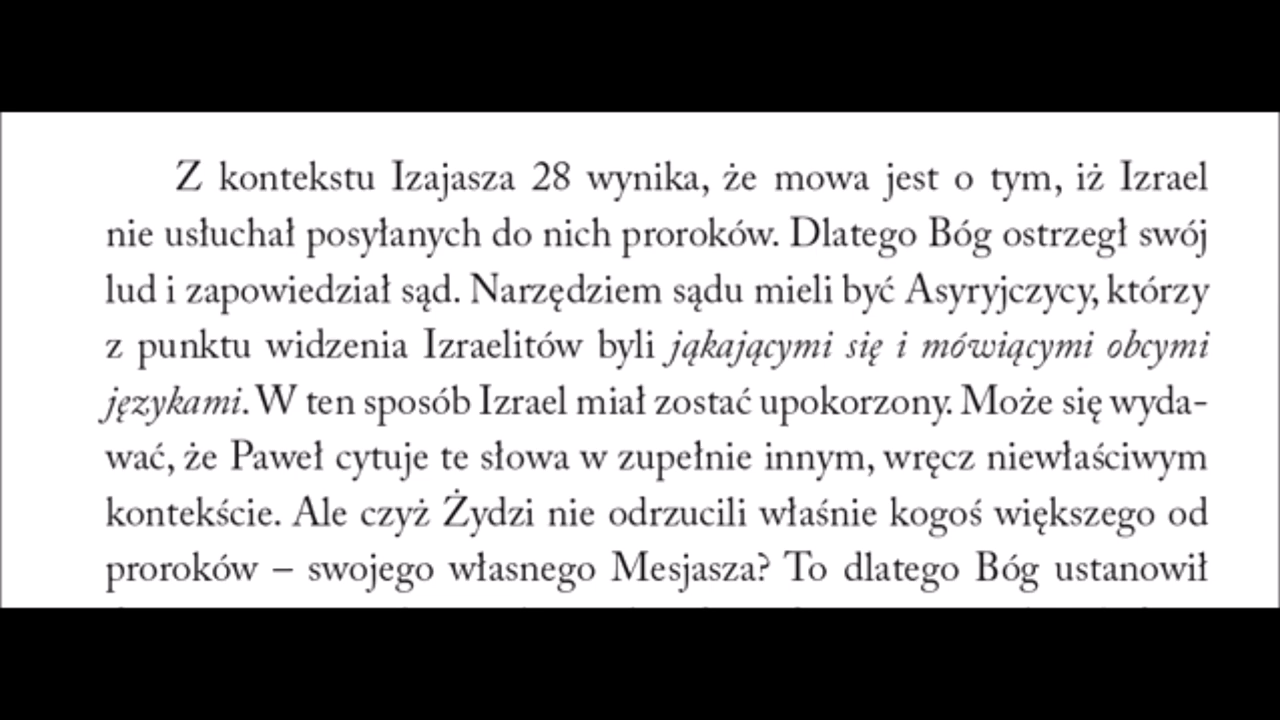 Z kontekstu Izajasza 28 wynika, że mowa jest o tym, iż Izrael
nie usłuchał posyłanych do nich proroków. Dlatego Bóg ostrzegł swój
lud i zapowiedział sąd. Narzędziem sądu mieli być Asyryjczycy, którzy
z punktu widzenia Izraelitów byli jąkającymi się i mówiącymi obcymi
językami. W ten sposób Izrael miał zostać upokorzony. Może się wyda-
wać, że Paweł cytuje te słowa w zupełnie innym, wręcz niewłaściwym
kontekście. Ale czyż Żydzi nie odrzucili właśnie kogoś większego od
proroków – swojego własnego Mesjasza? To dlatego Bóg ustanowił